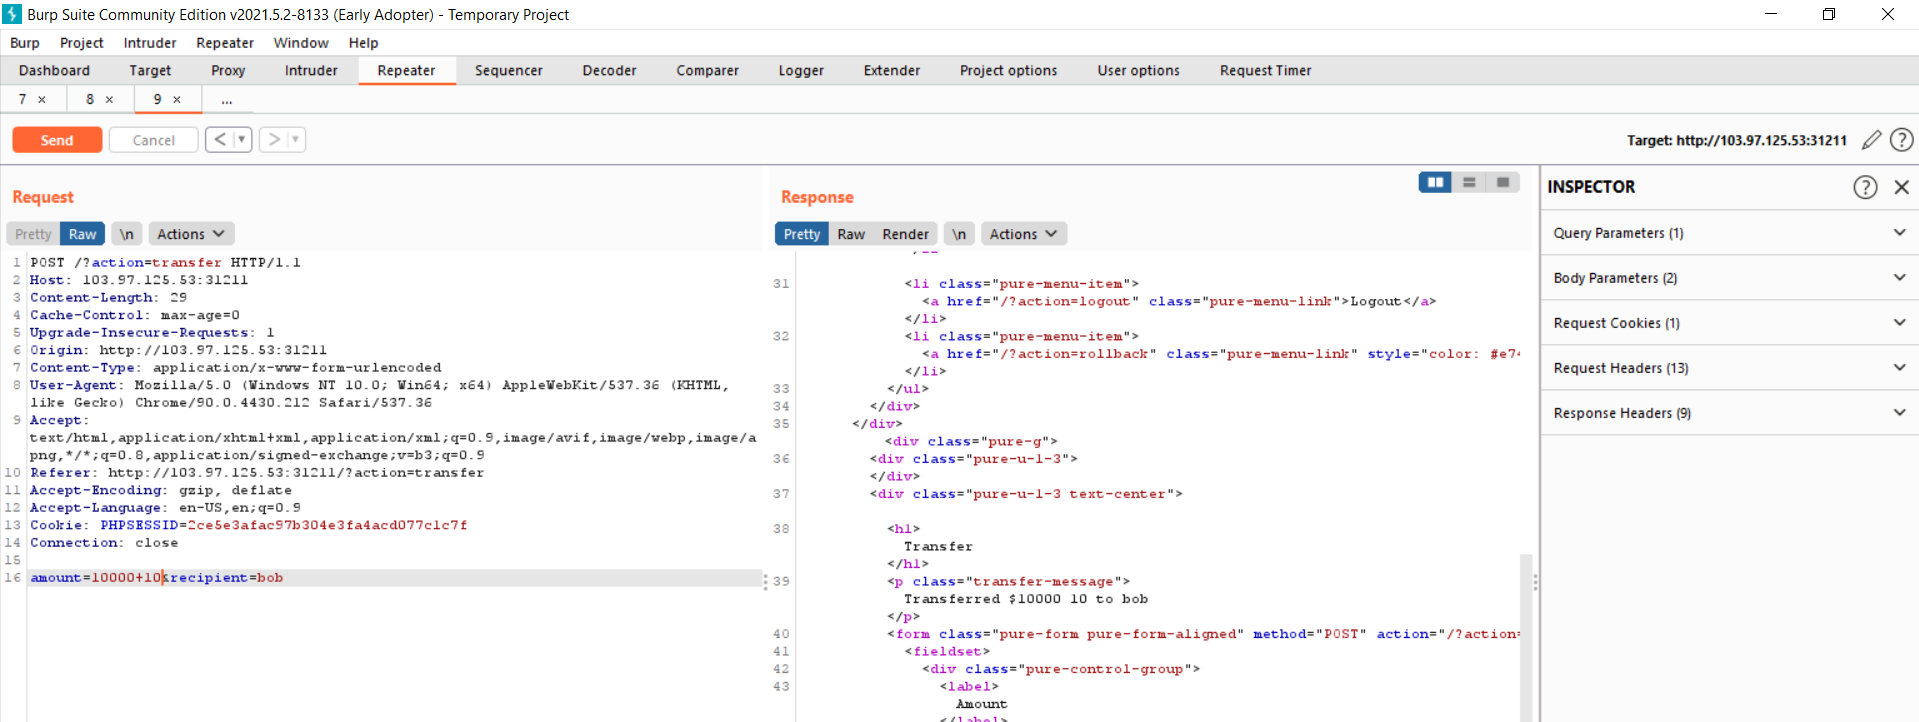 Burp Suite Community Edition v2021.5.2-8133 (Early Adopter) - Temporary Project
Burp Project Intruder Repeater Window Help
Dashboard Target Proxy Intruder Repeater Sequencer Decoder Comparer Logger Extender Project options User options Request Timer
7 × 8 × 9 × ...
Send Cancel < > Target: http://103.97.125.53:31211 ?
Request
Pretty Raw \n Actions
1 POST /?action=transfer HTTP/1.1
2 Host: 103.97.125.53:31211
3 Content-Length: 29
4 Cache-Control: max-age=0
5 Upgrade-Insecure-Requests: 1
6 Origin: http://103.97.125.53:31211
7 Content-Type: application/x-www-form-urlencoded
8 User-Agent: Mozilla/5.0 (Windows NT 10.0; Win64; x64) AppleWebKit/537.36 (KHTML,
like Gecko) Chrome/90.0.4430.212 Safari/537.36
9 Accept:
text/html,application/xhtml+xml,application/xml;q=0.9,image/avif,image/webp,image/a
png,*/*;q=0.8,application/signed-exchange;v=b3;q=0.9
10 Referer: http://103.97.125.53:31211/?action=transfer
11 Accept-Encoding: gzip, deflate
12 Accept-Language: en-US,en;q=0.9
13 Cookie: PHPSESSID=2ce5e3afac97b304e3fa4acd077c1c7f
14 Connection: close
15
16 amount=10000+10&recipient=bob
Response
Pretty Raw Render \n Actions
31 <li class="pure-menu-item">
<a href="/?action=logout" class="pure-menu-link">Logout</a>
</li>
32 <li class="pure-menu-item">
<a href="/?action=rollback" class="pure-menu-link" style="color: #e74
</li>
33 </ul>
34 </div>
35 </div>
<div class="pure-g">
36 <div class="pure-u-1-3">
</div>
37 <div class="pure-u-1-3 text-center">
38 <h1>
Transfer
</h1>
39 <p class="transfer-message">
Transferred $10000 10 to bob
</p>
40 <form class="pure-form pure-form-aligned" method="POST" action="/?action=
41 <fieldset>
42 <div class="pure-control-group">
43 <label>
Amount
</label>
INSPECTOR ?
Query Parameters (1)
Body Parameters (2)
Request Cookies (1)
Request Headers (13)
Response Headers (9)